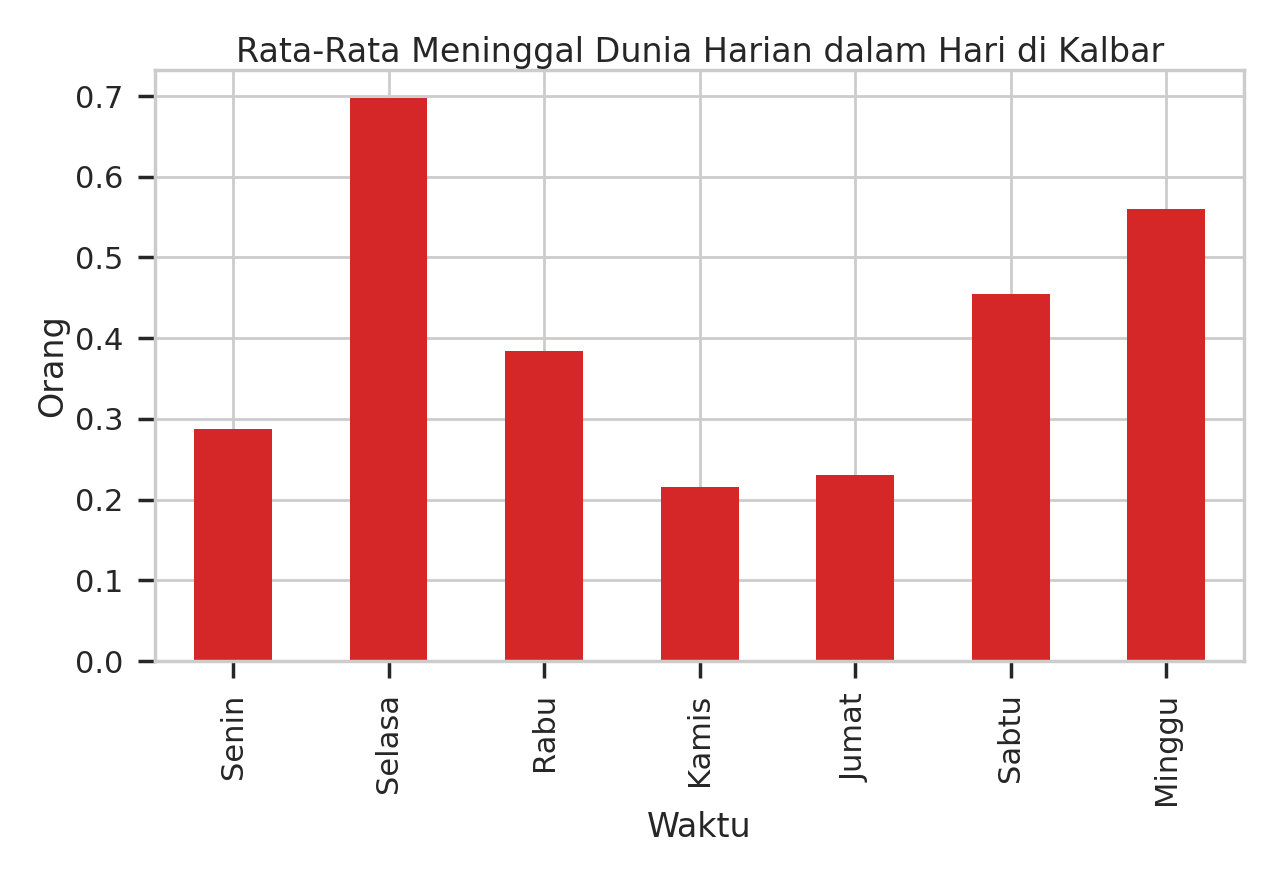 Rata-Rata Meninggal Dunia Harian dalam Hari di Kalbar
0.7
0.6
0.5
0.4
0.3
0.2
0.1
0.0
Orang
Senin
Selasa
Rabu
Kamis
Jumat
Sabtu
Minggu
Waktu